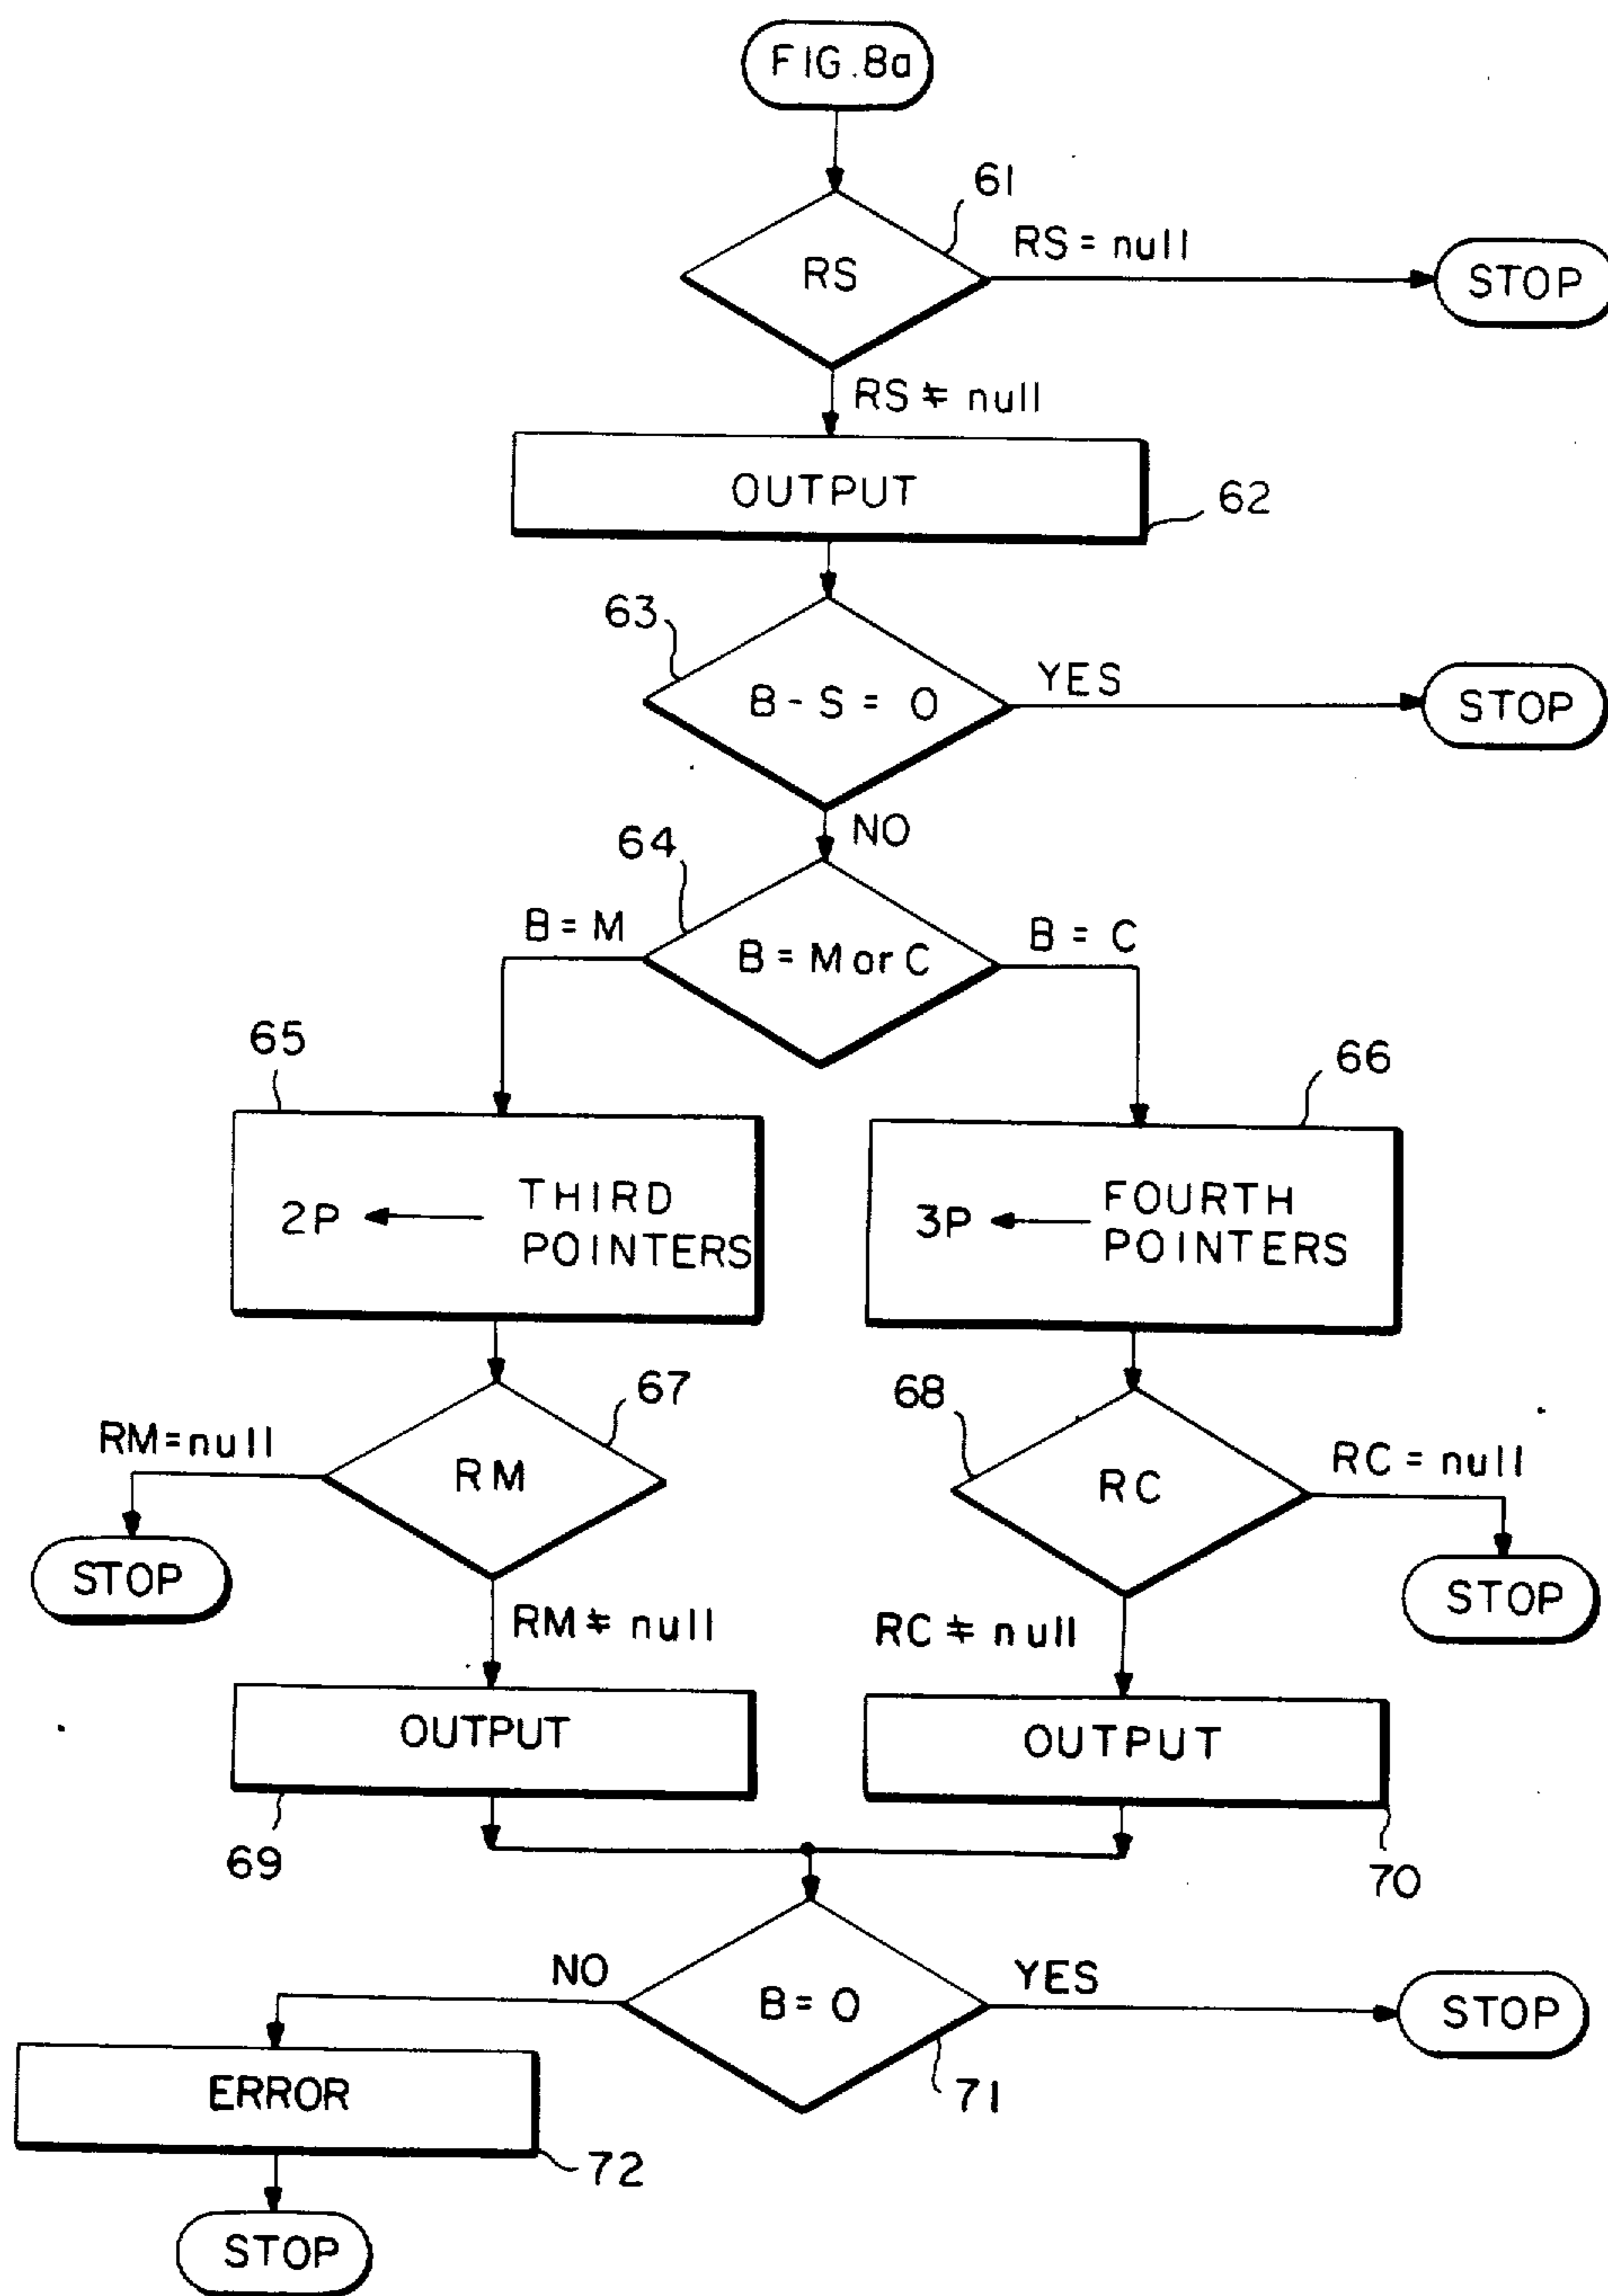 FIG. 8a
61
RS
RS = null
STOP
RS ≠ null
OUTPUT
62
63
B - S = 0
YES
STOP
NO
64
B = M
B = M or C
B = C
65
66
2P ← THIRD
POINTERS
3P ← FOURTH
POINTERS
67
68
RM=null
RM
RC
RC = null
STOP
STOP
RM ≠ null
RC ≠ null
OUTPUT
OUTPUT
69
70
NO
B = 0
YES
STOP
71
ERROR
72
STOP